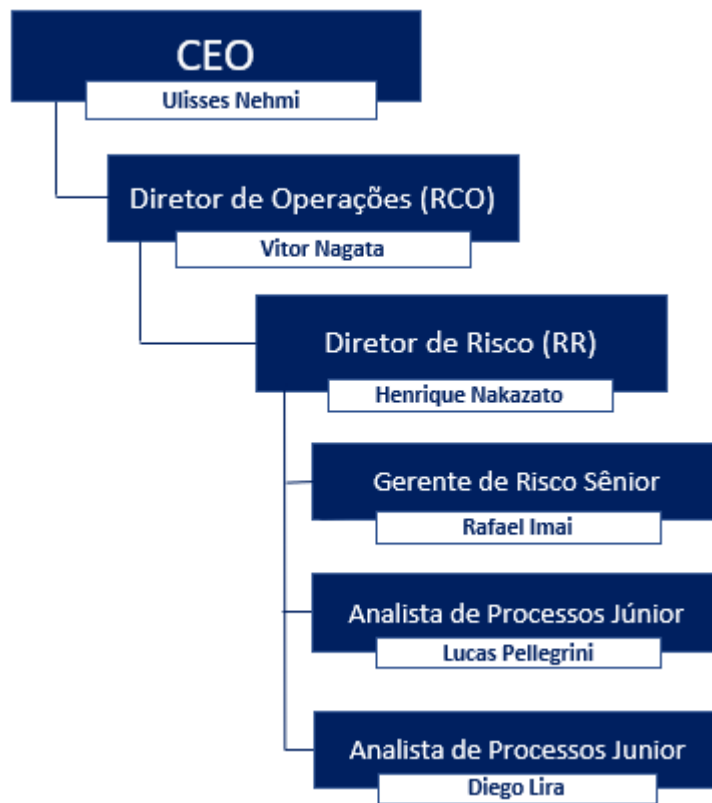 CEO
Ulisses Nehmi
Diretor de Operações (RCO)
Vitor Nagata
Diretor de Risco (RR)
Henrique Nakazato
Gerente de Risco Sênior
Rafael Imai
Analista de Processos Júnior
Lucas Pellegrini
Analista de Processos Junior
Diego Lira